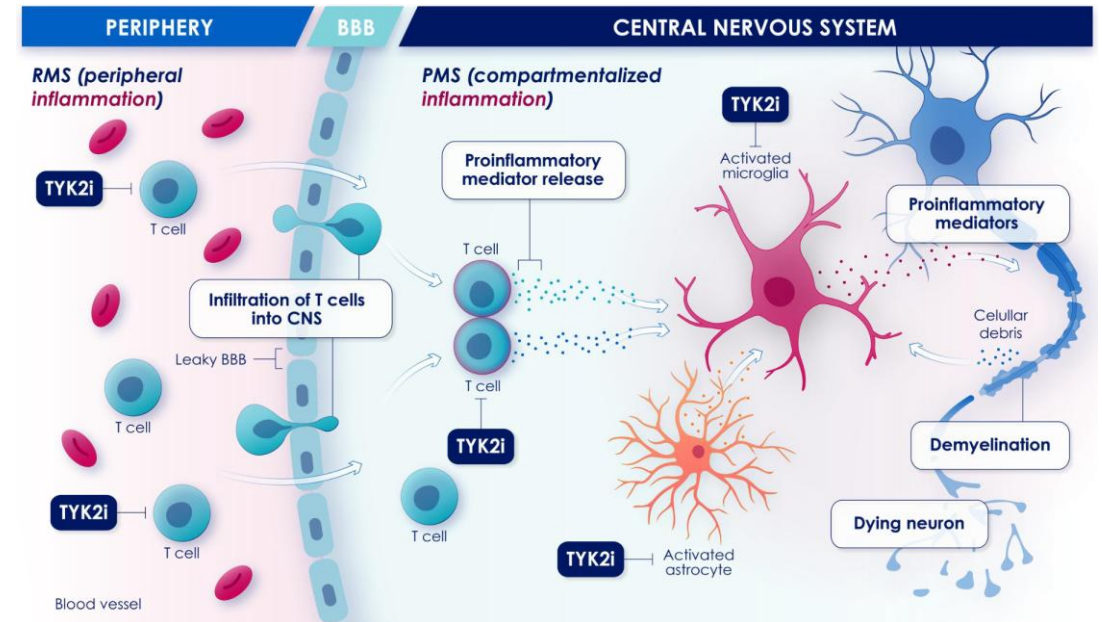 PERIPHERY
BBB
CENTRAL NERVOUS SYSTEM
RMS (peripheral
inflammation)
PMS (compartmentalized
inflammation)
TYK2i
T cell
TYK2i
Activated
microglia
Proinflammatory
mediator release
Proinflammatory
mediators
T cell
Infiltration of T cells
into CNS
Leaky BBB
T cell
T cell
TYK2i
Celullar
debris
Demyelination
TYK2i
T cell
T cell
Dying neuron
TYK2i
Activated
astrocyte
Blood vessel